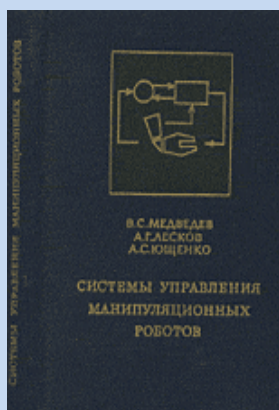 В.С.МЕДВЕДЕВ
А.Г.ЛЕСКОВ
А.С.ЮЩЕНКО
СИСТЕМЫ УПРАВЛЕНИЯ
МАНИПУЛЯЦИОННЫХ
РОБОТОВ
СИСТЕМЫ УПРАВЛЕНИЯ МАНИПУЛЯЦИОННЫХ РОБОТОВ